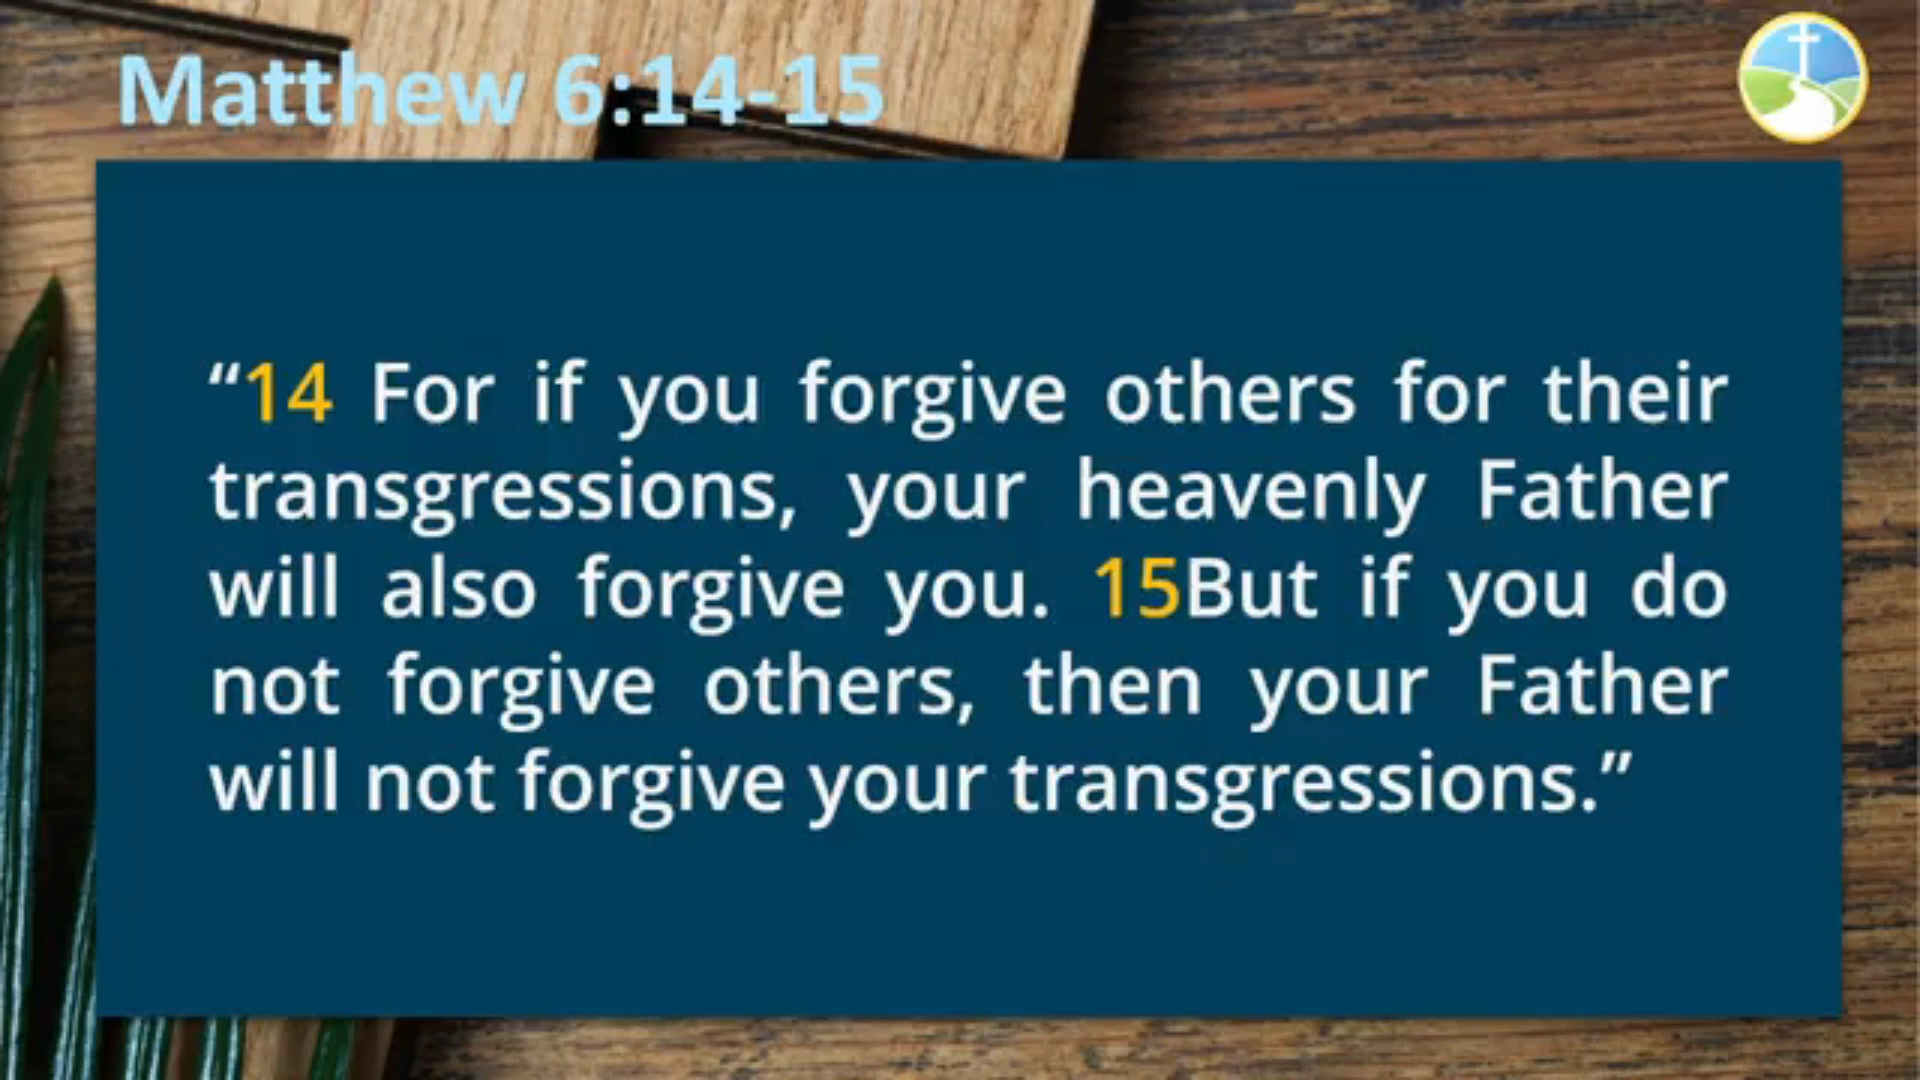 Matthew 6:14-15
“14 For if you forgive others for their
transgressions, your heavenly Father
will also forgive you. 15But if you do
not forgive others, then your Father
will not forgive your transgressions.”